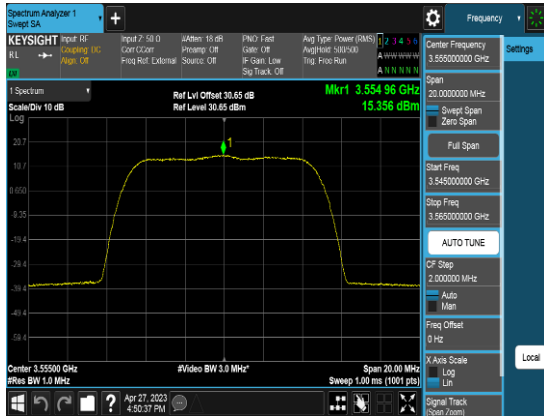 Spectrum Analyzer 1
Swept SA
+
Frequency
KEYSIGHT
RL
Input: RF
Coupling: DC
Align: Off
Input Z: 50 Ω
Corr CCorr
Freq Ref: External
#Atten: 18 dB
Preamp: Off
Source: Off
PNO: Fast
Gate: Off
IF Gain: Low
Sig Track: Off
Avg Type: Power (RMS)
Avg|Hold: 500/500
Trig: Free Run
1 2 3 4 5 6
A W W W W W
A N N N N N
1 Spectrum
Scale/Div 10 dB
Ref Lvl Offset 30.65 dB
Ref Level 30.65 dBm
Mkr1 3.554 96 GHz
15.356 dBm
Log
20.7
10.7
0.650
-9.35
-19.4
-29.4
-39.4
-49.4
-59.4
1
Center 3.55500 GHz
#Res BW 1.0 MHz
#Video BW 3.0 MHz*
Span 20.00 MHz
Sweep 1.00 ms (1001 pts)
Apr 27, 2023
4:50:37 PM
Center Frequency
3.555000000 GHz
Span
20.0000000 MHz
Swept Span
Zero Span
Full Span
Start Freq
3.545000000 GHz
Stop Freq
3.565000000 GHz
AUTO TUNE
CF Step
2.000000 MHz
Auto
Man
Freq Offset
0 Hz
X Axis Scale
Log
Lin
Signal Track
(Span Zoom)
Settings
Local